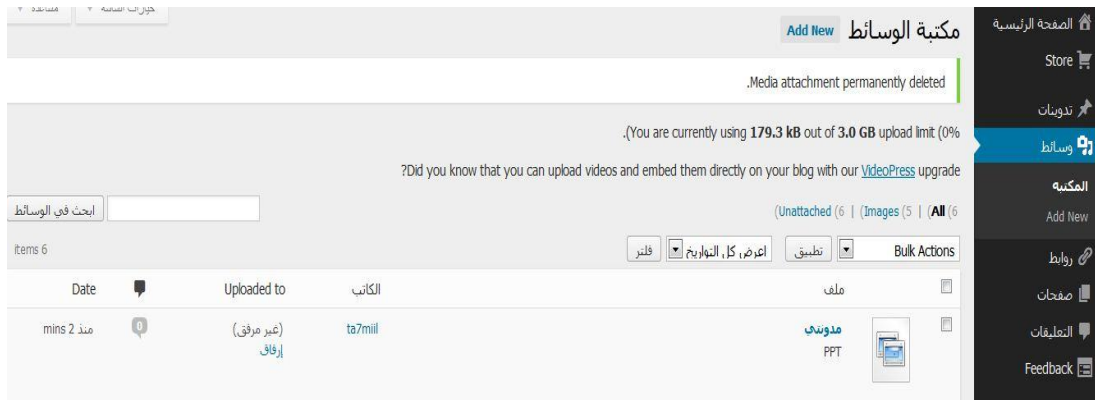 خيارات الشاشة
مساعدة
الصفحة الرئيسية
Store
تدوينات
وسائط
المكتبة
Add New
روابط
صفحات
التعليقات
Feedback
مكتبة الوسائط Add New
.Media attachment permanently deleted
.(You are currently using 179.3 kB out of 3.0 GB upload limit (0%
?Did you know that you can upload videos and embed them directly on your blog with our VideoPress upgrade
(Unattached (6 | (Images (5 | (All (6
ابحث في الوسائط
Bulk Actions تطبيق اعرض كل التواريخ فلتر
items 6
ملف الكاتب Uploaded to Date
مدونتي ta7miil (غير مرفق) 0 منذ 2 mins
PPT إرفاق